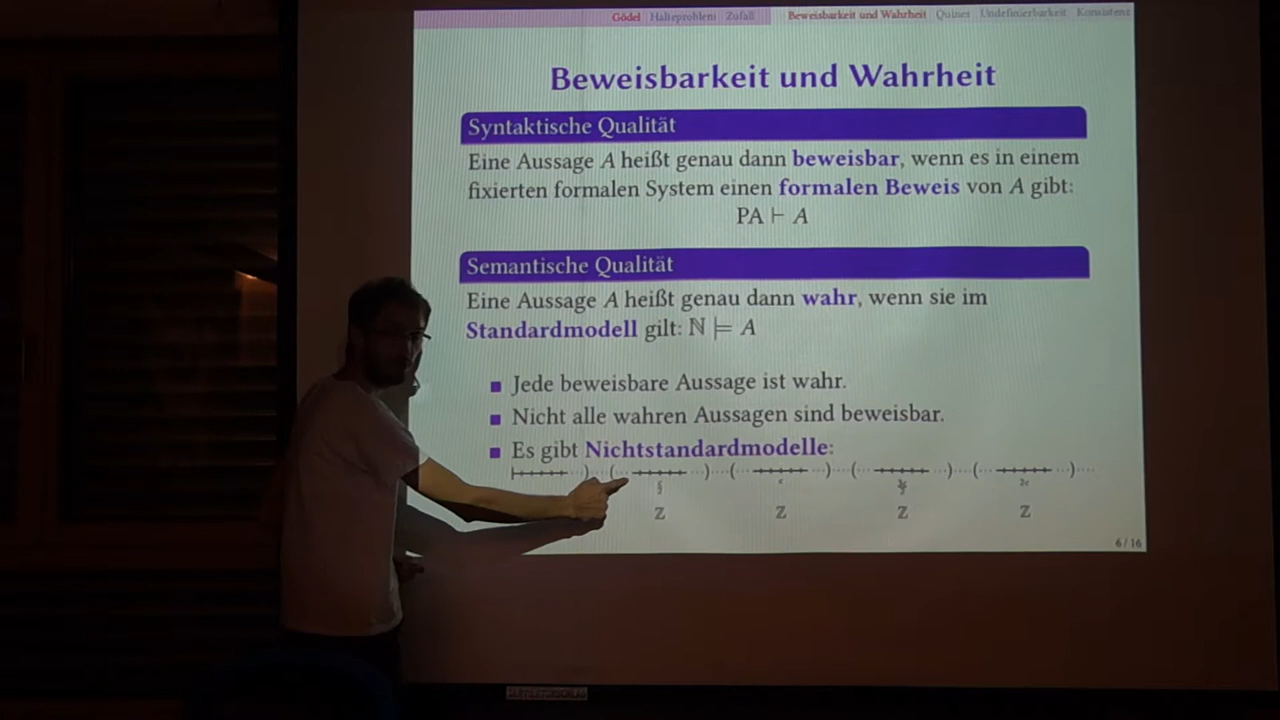 Gödel Halteproblem Zufall Beweisbarkeit und Wahrheit Quines Undefinierbarkeit Konsistenz
Beweisbarkeit und Wahrheit
Syntaktische Qualität
Eine Aussage A heißt genau dann beweisbar, wenn es in einem
fixierten formalen System einen formalen Beweis von A gibt:
PA ⊢ A
Semantische Qualität
Eine Aussage A heißt genau dann wahr, wenn sie im
Standardmodell gilt: ℕ ⊨ A
Jede beweisbare Aussage ist wahr.
Nicht alle wahren Aussagen sind beweisbar.
Es gibt Nichtstandardmodelle:
ℤ ℤ ℤ ℤ
6 / 16